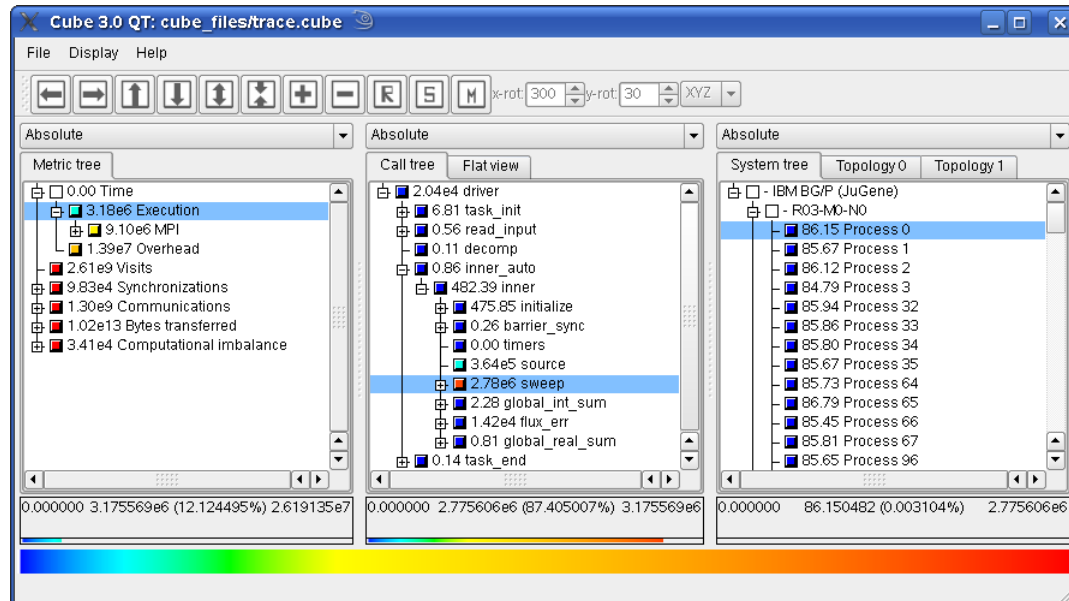 Cube 3.0 QT: cube_files/trace.cube
File Display Help
R S M x-rot: 300 y-rot: 30 XYZ
Absolute Absolute Absolute
Metric tree
0.00 Time
3.18e6 Execution
9.10e6 MPI
1.39e7 Overhead
2.61e9 Visits
9.83e4 Synchronizations
1.30e9 Communications
1.02e13 Bytes transferred
3.41e4 Computational imbalance
0.000000 3.175569e6 (12.124495%) 2.619135e7
Call tree Flat view
2.04e4 driver
6.81 task_init
0.56 read_input
0.11 decomp
0.86 inner_auto
482.39 inner
475.85 initialize
0.26 barrier_sync
0.00 timers
3.64e5 source
2.78e6 sweep
2.28 global_int_sum
1.42e4 flux_err
0.81 global_real_sum
0.14 task_end
0.000000 2.775606e6 (87.405007%) 3.175569e6
System tree Topology 0 Topology 1
- IBM BG/P (JuGene)
- R03-M0-N0
86.15 Process 0
85.67 Process 1
86.12 Process 2
84.79 Process 3
85.94 Process 32
85.86 Process 33
85.80 Process 34
85.67 Process 35
85.73 Process 64
86.79 Process 65
85.45 Process 66
85.81 Process 67
85.65 Process 96
0.000000 86.150482 (0.003104%) 2.775606e6